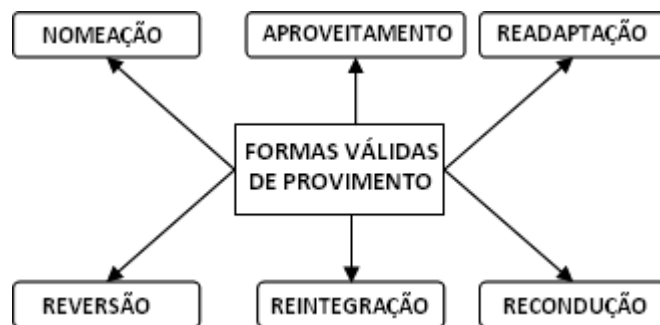 NOMEAÇÃO
APROVEITAMENTO
READAPTAÇÃO
FORMAS VÁLIDAS
DE PROVIMENTO
REVERSÃO
REINTEGRAÇÃO
RECONDUÇÃO